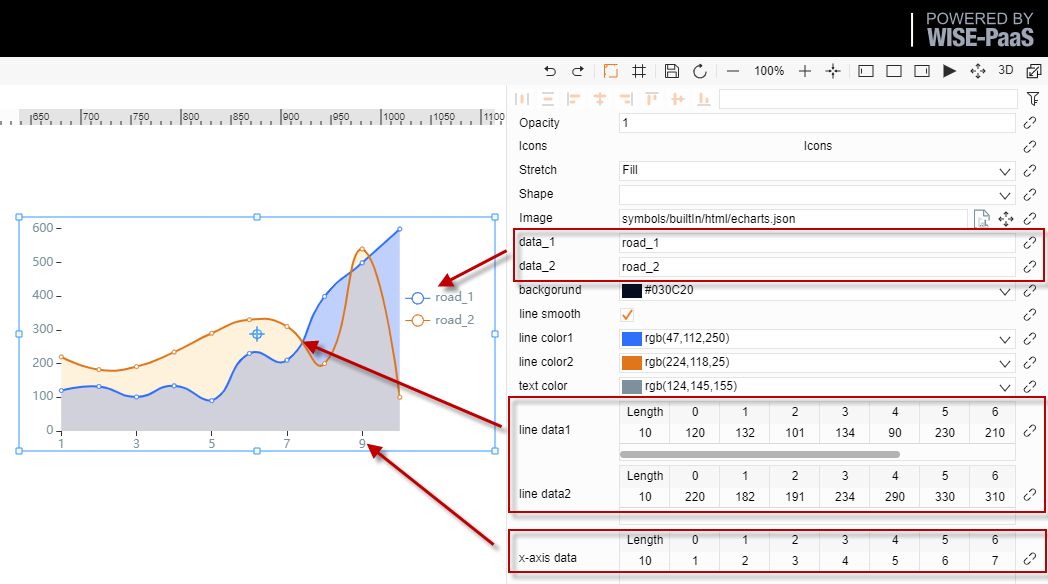 POWERED BY
WISE-PaaS
100%
3D
650 700 750 800 850 900 950 1000 1050 1100
Opacity 1
Icons Icons
Stretch Fill
Shape
Image symbols/builtIn/html/echarts.json
data_1 road_1
data_2 road_2
backgorund #030C20
line smooth
line color1 rgb(47,112,250)
line color2 rgb(224,118,25)
text color rgb(124,145,155)
Length 0 1 2 3 4 5 6
line data1 10 120 132 101 134 90 230 210
Length 0 1 2 3 4 5 6
line data2 10 220 182 191 234 290 330 310
Length 0 1 2 3 4 5 6
x-axis data 10 1 2 3 4 5 6 7
600
500
400
300
200
100
0
1 3 5 7 9
road_1
road_2